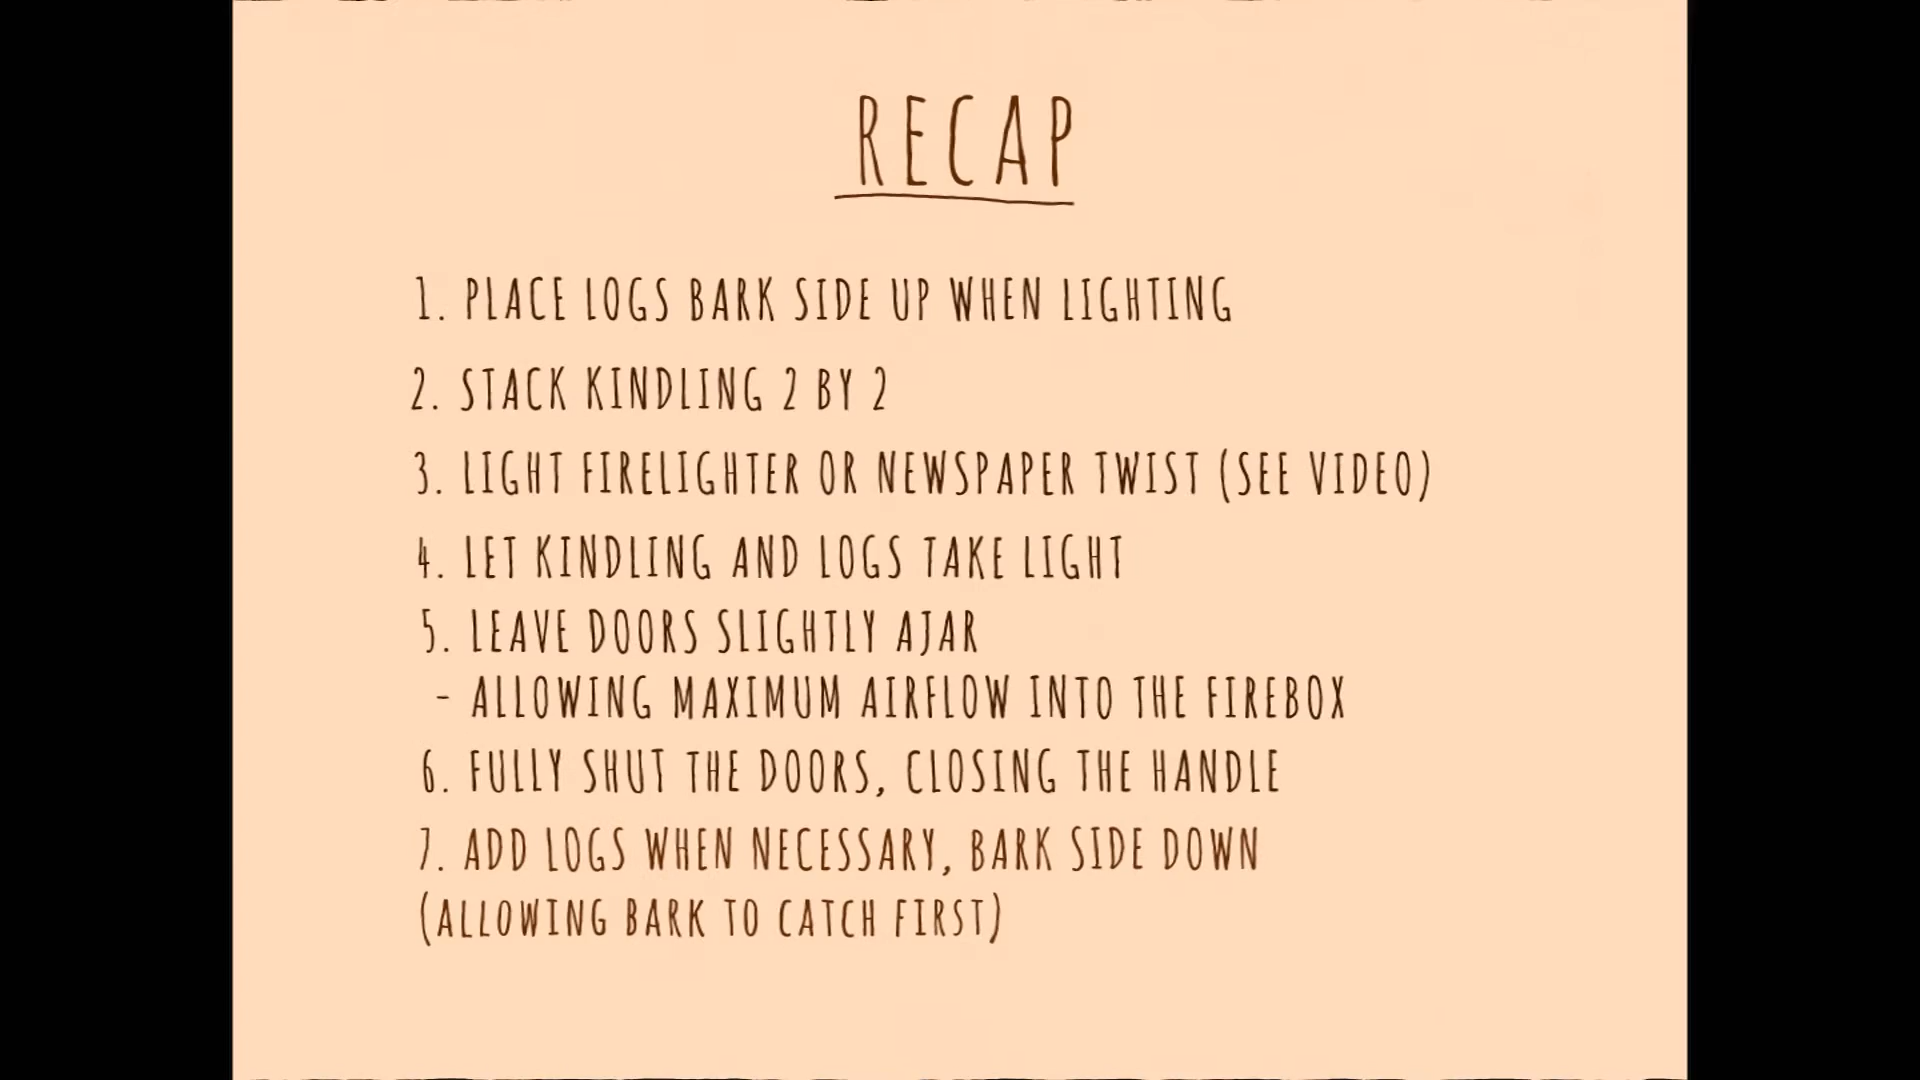 RECAP
1. PLACE LOGS BARK SIDE UP WHEN LIGHTING
2. STACK KINDLING 2 BY 2
3. LIGHT FIRELIGHTER OR NEWSPAPER TWIST (SEE VIDEO)
4. LET KINDLING AND LOGS TAKE LIGHT
5. LEAVE DOORS SLIGHTLY AJAR
- ALLOWING MAXIMUM AIRFLOW INTO THE FIREBOX
6. FULLY SHUT THE DOORS, CLOSING THE HANDLE
7. ADD LOGS WHEN NECESSARY, BARK SIDE DOWN
(ALLOWING BARK TO CATCH FIRST)